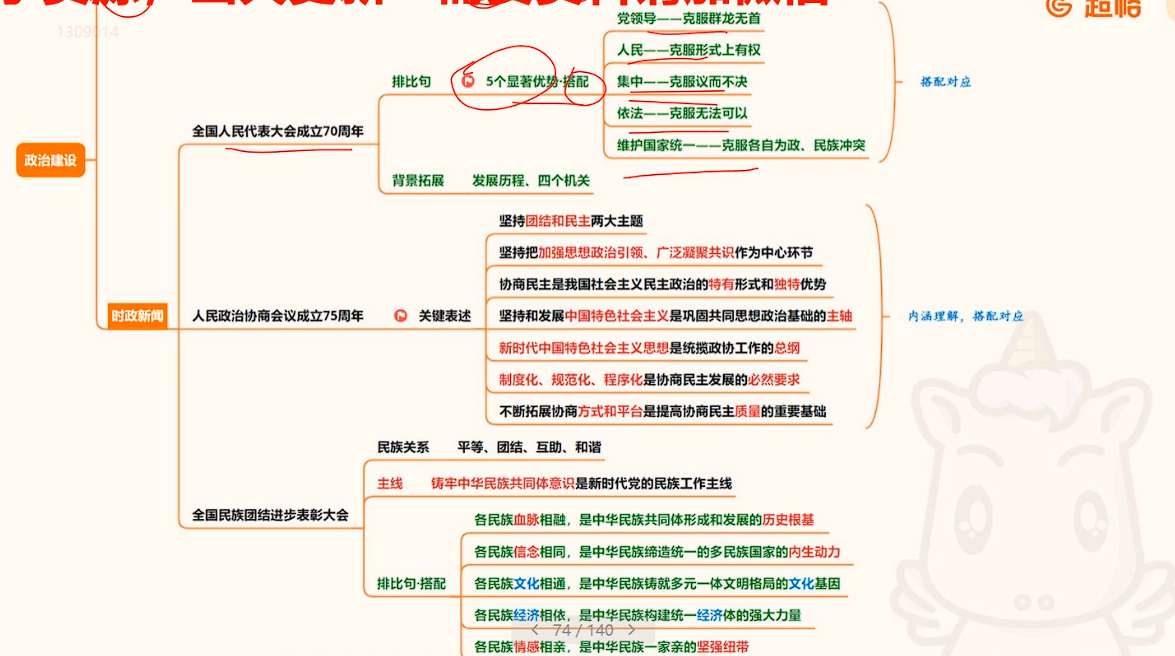 1309014
超格
党领导——克服群龙无首
人民——克服形式上有权
排比句
5个显著优势·搭配
集中——克服议而不决
搭配对应
依法——克服无法可以
全国人民代表大会成立70周年
维护国家统一——克服各自为政、民族冲突
政治建设
背景拓展 发展历程、四个机关
坚持团结和民主两大主题
坚持把加强思想政治引领、广泛凝聚共识作为中心环节
协商民主是我国社会主义民主政治的特有形式和独特优势
时政新闻
人民政治协商会议成立75周年
关键表述
坚持和发展中国特色社会主义是巩固共同思想政治基础的主轴
内涵理解，搭配对应
新时代中国特色社会主义思想是统揽政协工作的总纲
制度化、规范化、程序化是协商民主发展的必然要求
不断拓展协商方式和平台是提高协商民主质量的重要基础
民族关系 平等、团结、互助、和谐
主线 铸牢中华民族共同体意识是新时代党的民族工作主线
全国民族团结进步表彰大会
各民族血脉相融，是中华民族共同体形成和发展的历史根基
各民族信念相同，是中华民族缔造统一的多民族国家的内生动力
排比句·搭配
各民族文化相通，是中华民族铸就多元一体文明格局的文化基因
各民族经济相依，是中华民族构建统一经济体的强大力量
74 / 140
各民族情感相亲，是中华民族一家亲的坚强纽带